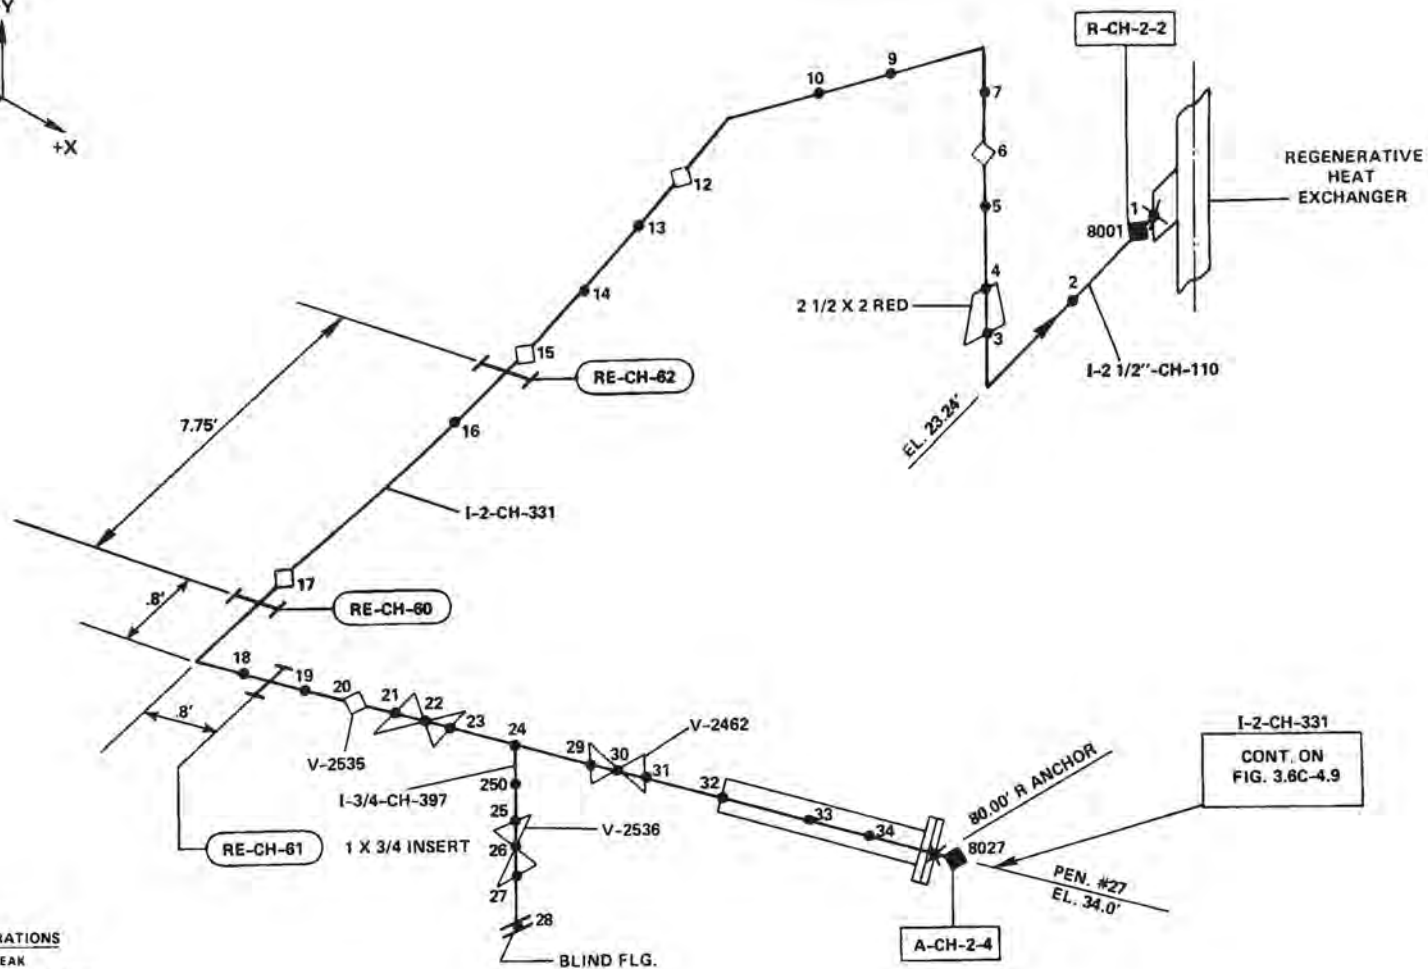 Y
+X
R-CH-2-2
REGENERATIVE
HEAT
EXCHANGER
1
8001
2
I-2 1/2"-CH-110
EL. 23.24'
3
4
2 1/2 X 2 RED
5
6
7
9
10
12
13
14
15
RE-CH-62
7.75'
16
I-2-CH-331
17
RE-CH-60
.8'
18
19
20
21
22
23
24
.8'
V-2535
RE-CH-61
I-3/4-CH-397
250
25
1 X 3/4 INSERT
26
V-2536
27
28
BLIND FLG.
29
30
31
V-2462
32
33
34
80.00' R ANCHOR
8027
I-2-CH-331
CONT. ON
FIG. 3.6C-4.9
PEN. #27
EL. 34.0'
A-CH-2-4
RATIONS
EAK